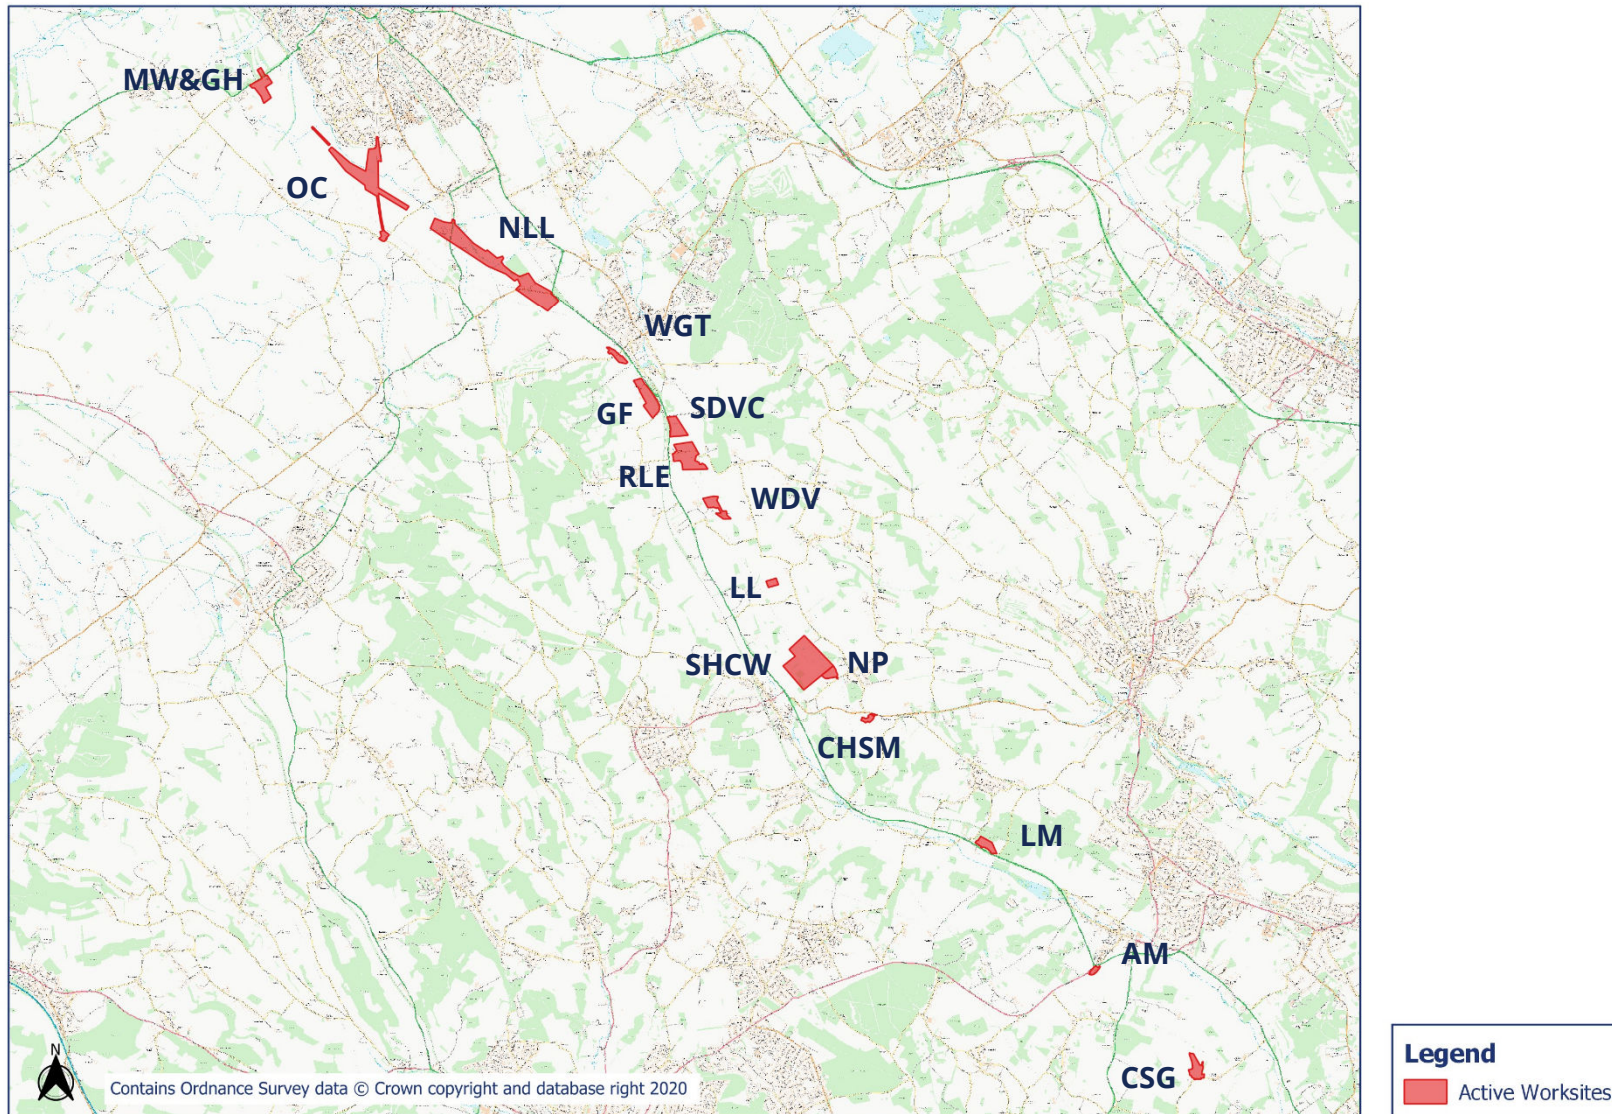 MW&GH
OC
NLL
WGT
GF
SDVC
RLE
WDV
LL
SHCW
NP
CHSM
LM
AM
CSG
N
Contains Ordnance Survey data © Crown copyright and database right 2020
Legend
Active Worksites